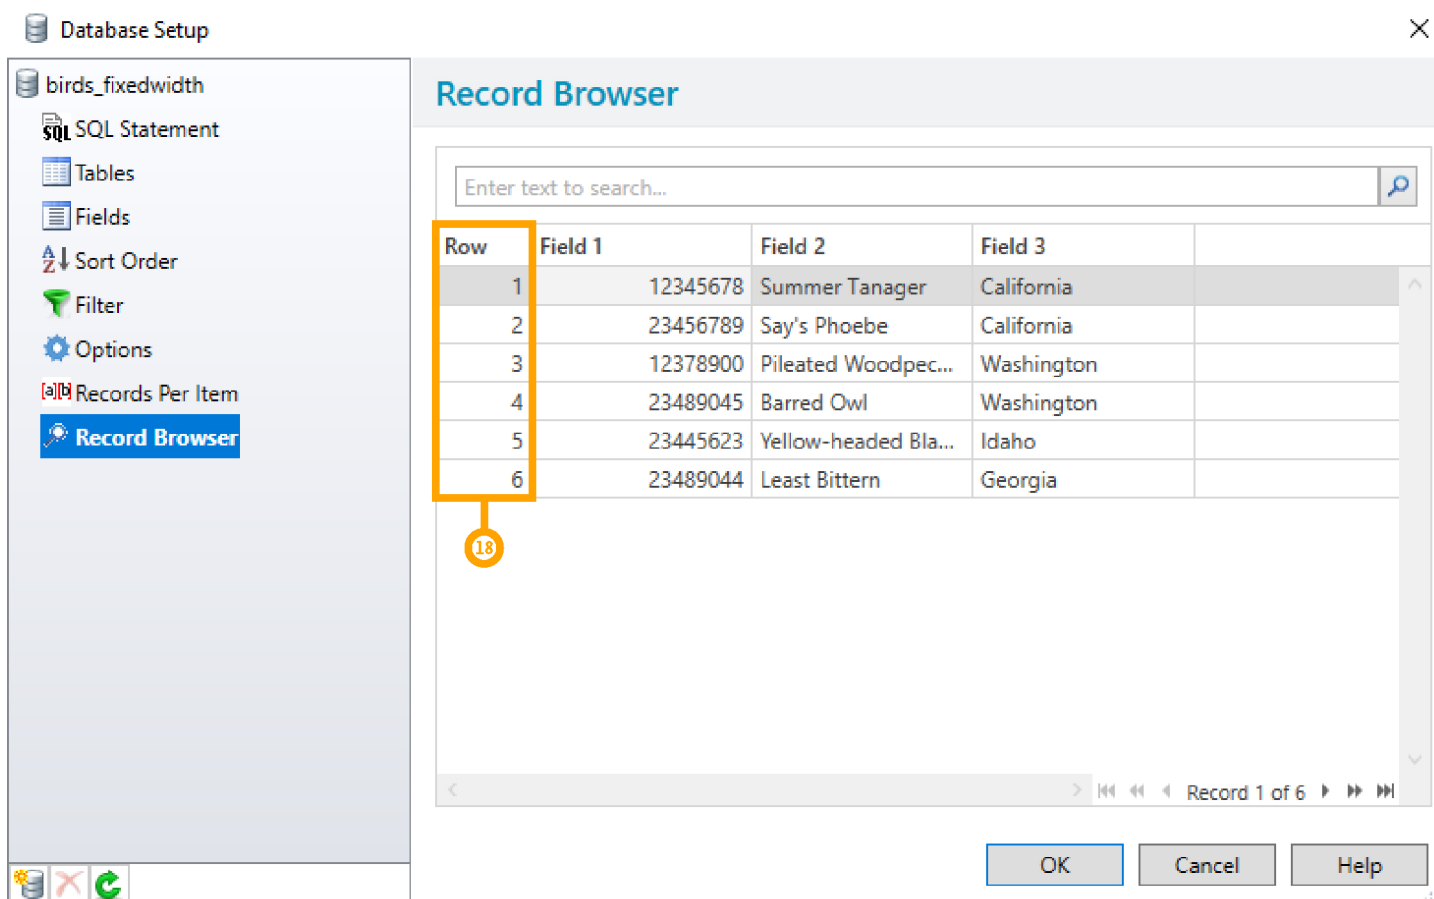 Database Setup
birds_fixedwidth
SQL SQL Statement
Tables
Fields
AZ Sort Order
Filter
Options
[a][b] Records Per Item
Record Browser
Record Browser
Enter text to search...
Row Field 1 Field 2 Field 3
1 12345678 Summer Tanager California
2 23456789 Say's Phoebe California
3 12378900 Pileated Woodpec... Washington
4 23489045 Barred Owl Washington
5 23445623 Yellow-headed Bla... Idaho
6 23489044 Least Bittern Georgia
18
Record 1 of 6
OK Cancel Help